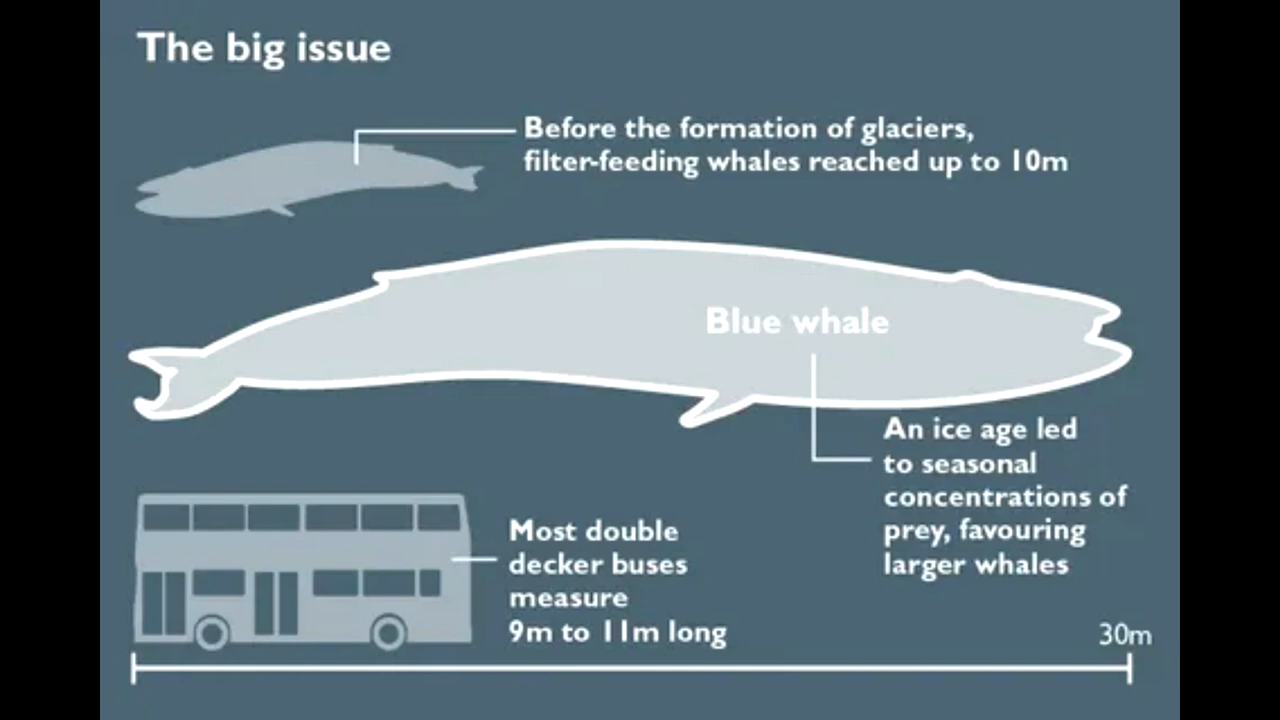 The big issue
Before the formation of glaciers,
filter-feeding whales reached up to 10m
Blue whale
An ice age led
to seasonal
concentrations of
prey, favouring
larger whales
Most double
decker buses
measure
9m to 11m long
30m